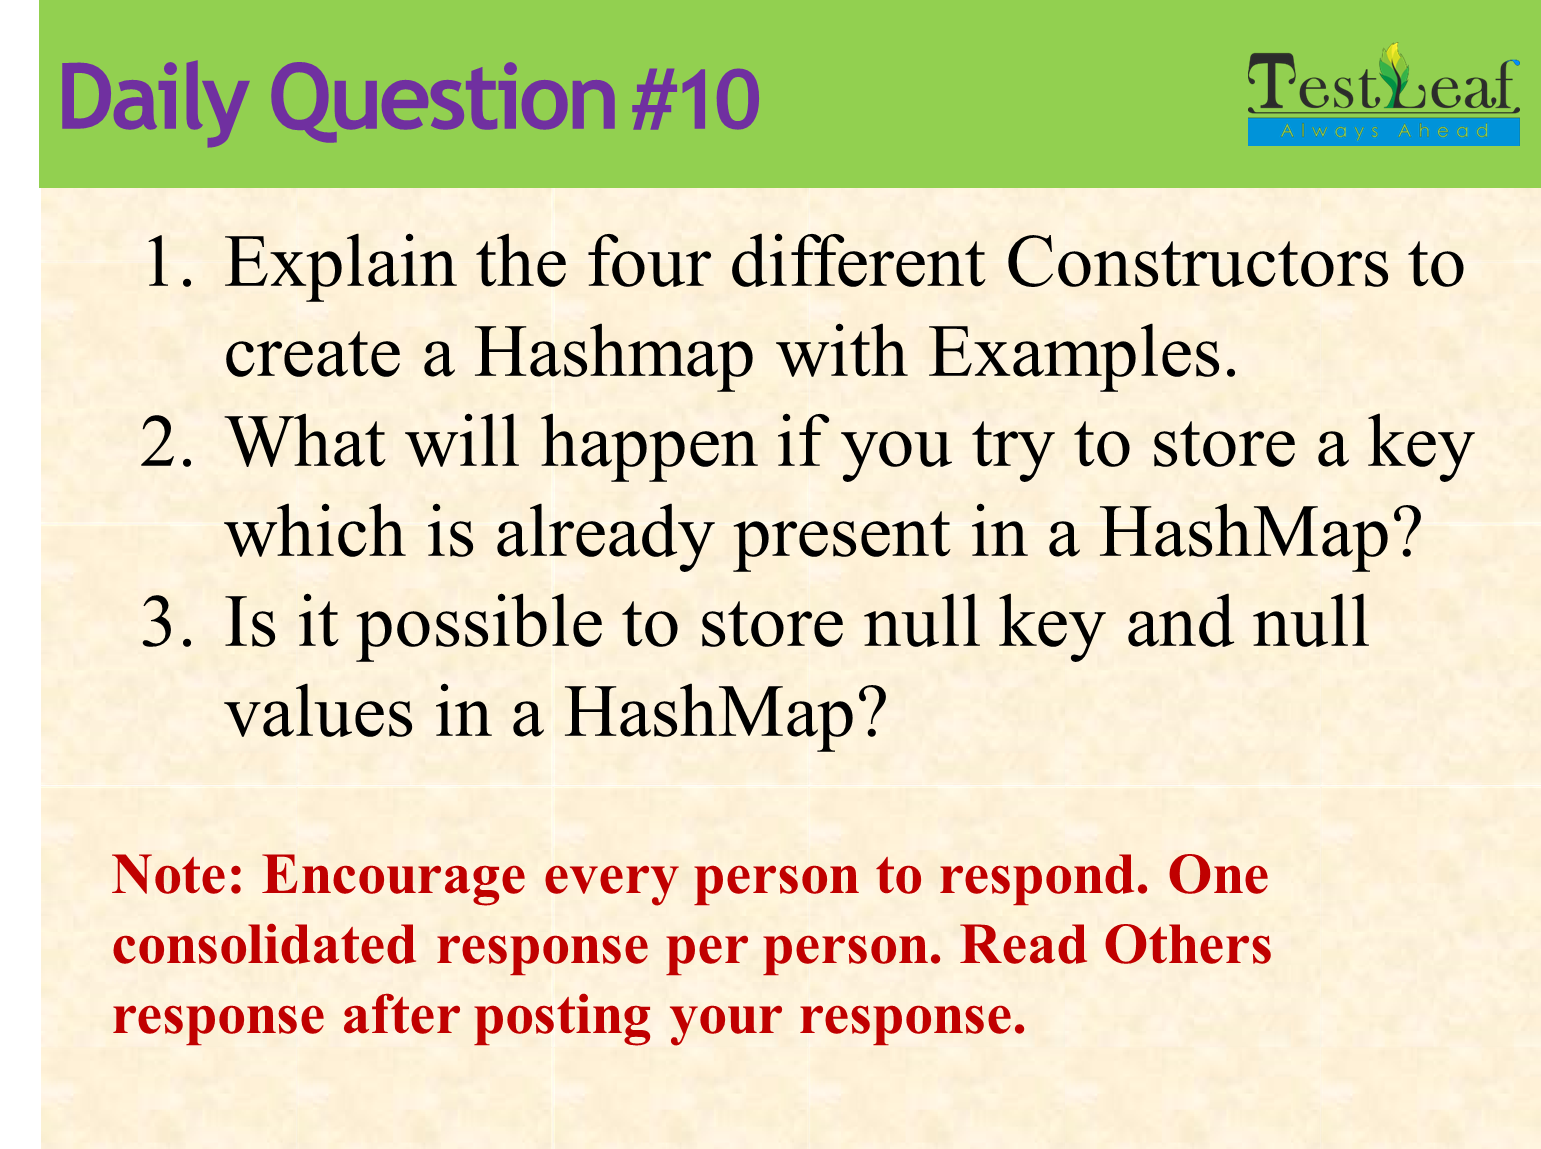 Daily Question #10
TestLeaf
Always Ahead
1. Explain the four different Constructors to
create a Hashmap with Examples.
2. What will happen if you try to store a key
which is already present in a HashMap?
3. Is it possible to store null key and null
values in a HashMap?
Note: Encourage every person to respond. One
consolidated response per person. Read Others
response after posting your response.